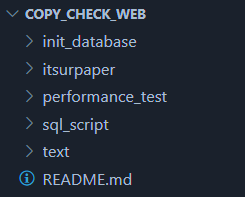 COPY_CHECK_WEB
init_database
itsurpaper
performance_test
sql_script
text
README.md